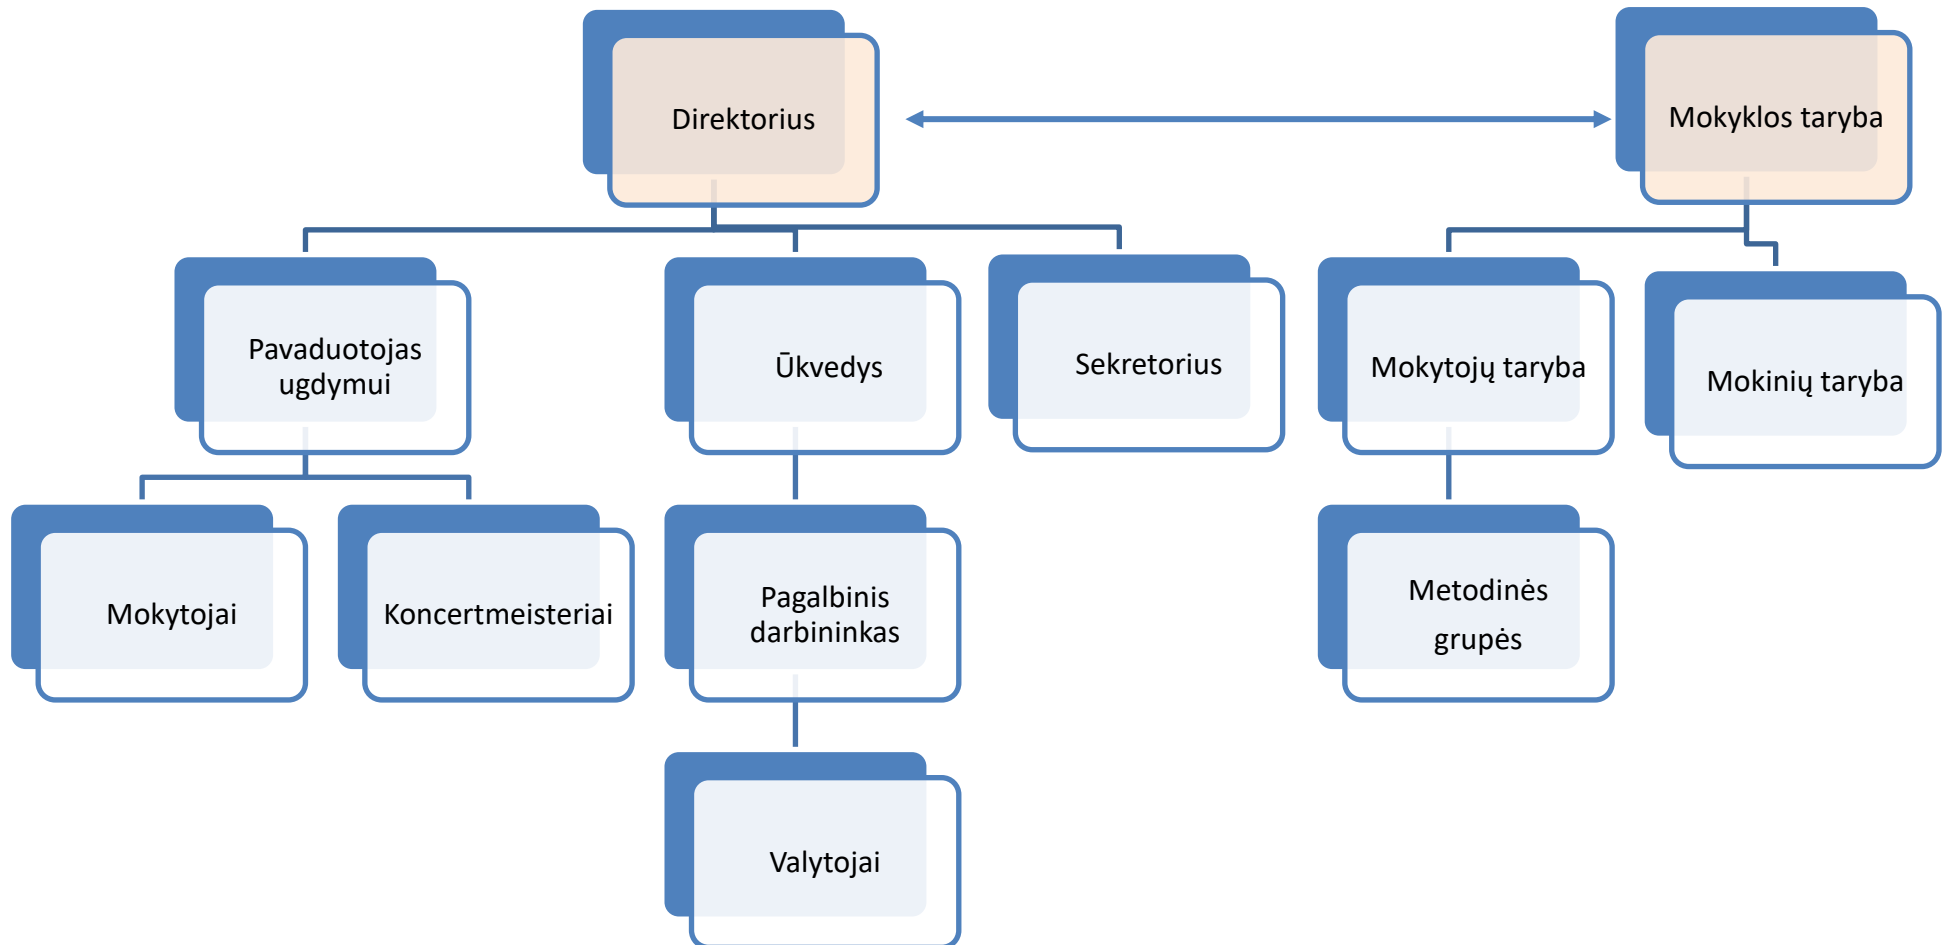 Direktorius
Mokyklos taryba
Pavaduotojas
ugdymui
Ūkvedys
Sekretorius
Mokytojų taryba
Mokinių taryba
Mokytojai
Koncertmeisteriai
Pagalbinis
darbininkas
Metodinės
grupės
Valytojai